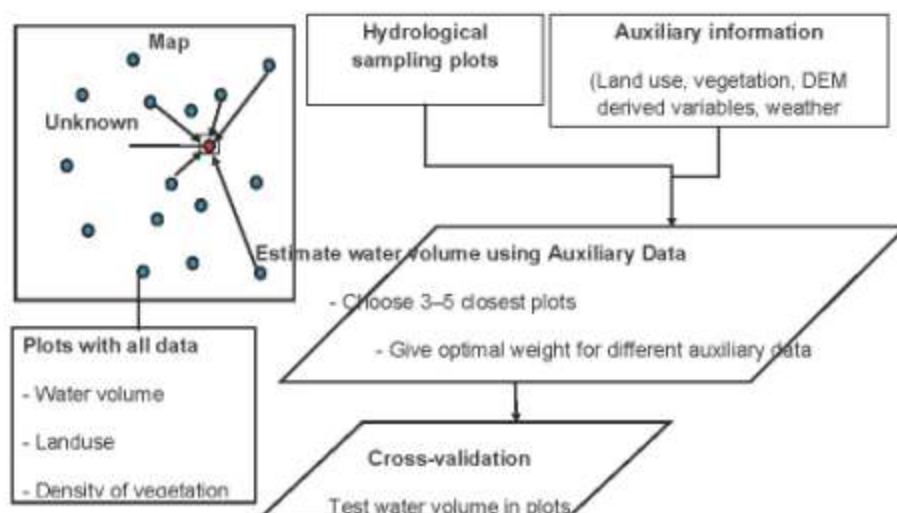 Map
Unknown
Hydrological
sampling plots
Auxiliary information
(Land use, vegetation, DEM
derived variables, weather
Estimate water volume using Auxiliary Data
- Choose 3–5 closest plots
- Give optimal weight for different auxiliary data
Plots with all data
- Water volume
- Landuse
- Density of vegetation
Cross-validation
Test water volume in plots